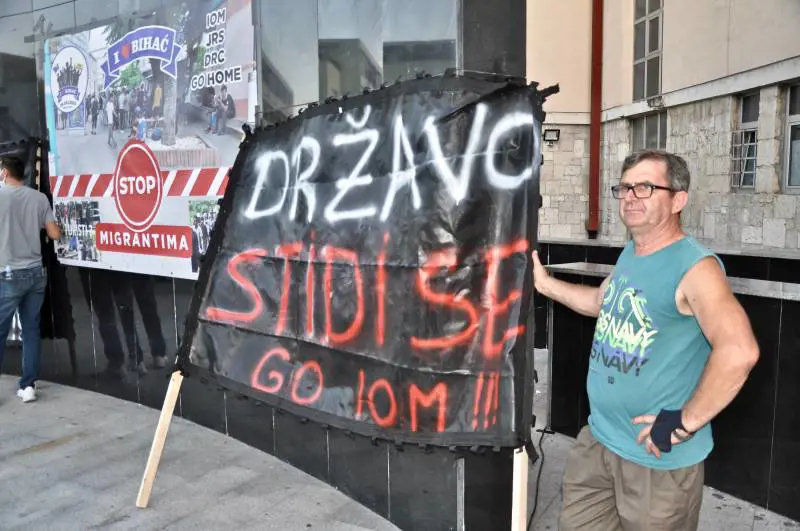 I BIHAĆ
IOM
JRS
DRC
GO HOME
STOP
MIGRANTIMA
DRŽAVO
STIDI SE
GO IOM !!!